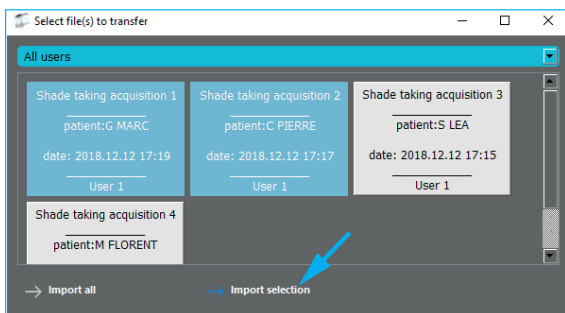 Select file(s) to transfer
All users
Shade taking acquisition 1
patient:G MARC
date: 2018.12.12 17:19
User 1
Shade taking acquisition 2
patient:C PIERRE
date: 2018.12.12 17:17
User 1
Shade taking acquisition 3
patient:S LEA
date: 2018.12.12 17:15
User 1
Shade taking acquisition 4
patient:M FLORENT
Import all
Import selection